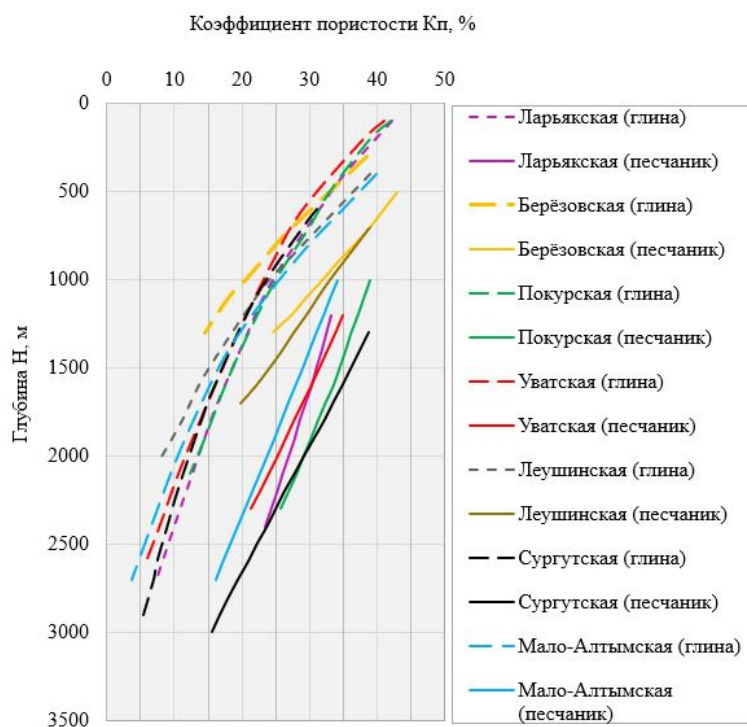 Коэффициент пористости Кп, %
0 10 20 30 40 50
0
500
1000
1500
2000
2500
3000
3500
Глубина Н, м
Ларьякская (глина)
Ларьякская (песчаник)
Берёзовская (глина)
Берёзовская (песчаник)
Покурская (глина)
Покурская (песчаник)
Уватская (глина)
Уватская (песчаник)
Леушинская (глина)
Леушинская (песчаник)
Сургутская (глина)
Сургутская (песчаник)
Мало-Алтымская (глина)
Мало-Алтымская
(песчаник)